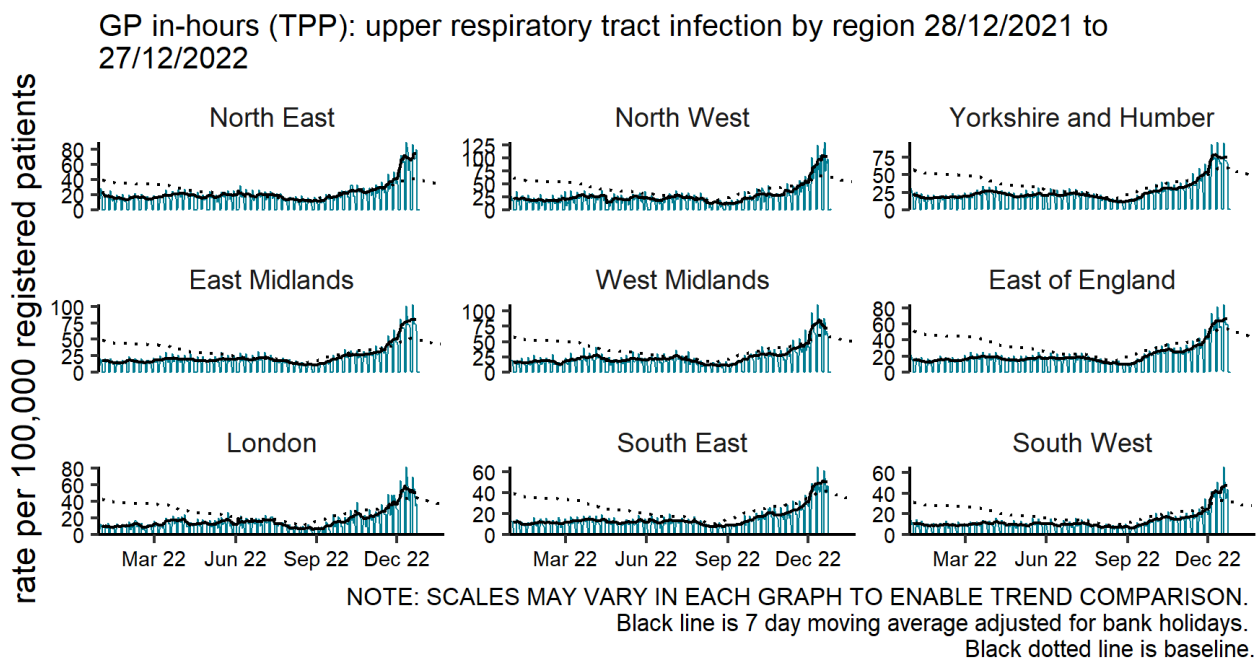 GP in-hours (TPP): upper respiratory tract infection by region 28/12/2021 to
27/12/2022
rate per 100,000 registered patients
North East
80
60
40
20
0
North West
125
100
75
50
25
0
Yorkshire and Humber
75
50
25
0
East Midlands
100
75
50
25
0
West Midlands
100
75
50
25
0
East of England
80
60
40
20
0
London
80
60
40
20
0
South East
60
40
20
0
South West
60
40
20
0
Mar 22 Jun 22 Sep 22 Dec 22
Mar 22 Jun 22 Sep 22 Dec 22
Mar 22 Jun 22 Sep 22 Dec 22
NOTE: SCALES MAY VARY IN EACH GRAPH TO ENABLE TREND COMPARISON.
Black line is 7 day moving average adjusted for bank holidays.
Black dotted line is baseline.